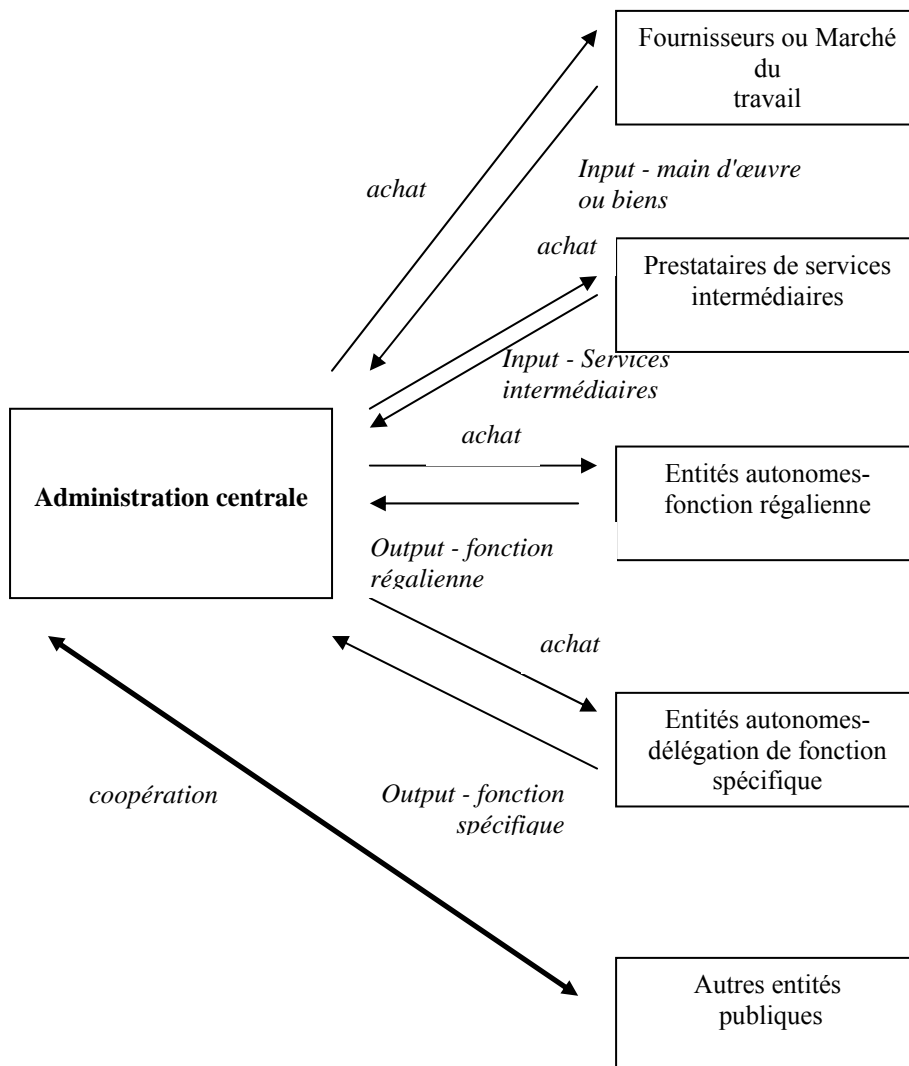 Fournisseurs ou Marché
du
travail
achat
Input - main d'œuvre
ou biens
achat
Prestataires de services
intermédiaires
Input - Services
intermédiaires
achat
Administration centrale
Entités autonomes-
fonction régalienne
Output - fonction
régalienne
achat
Entités autonomes-
délégation de fonction
spécifique
coopération
Output - fonction
spécifique
Autres entités
publiques